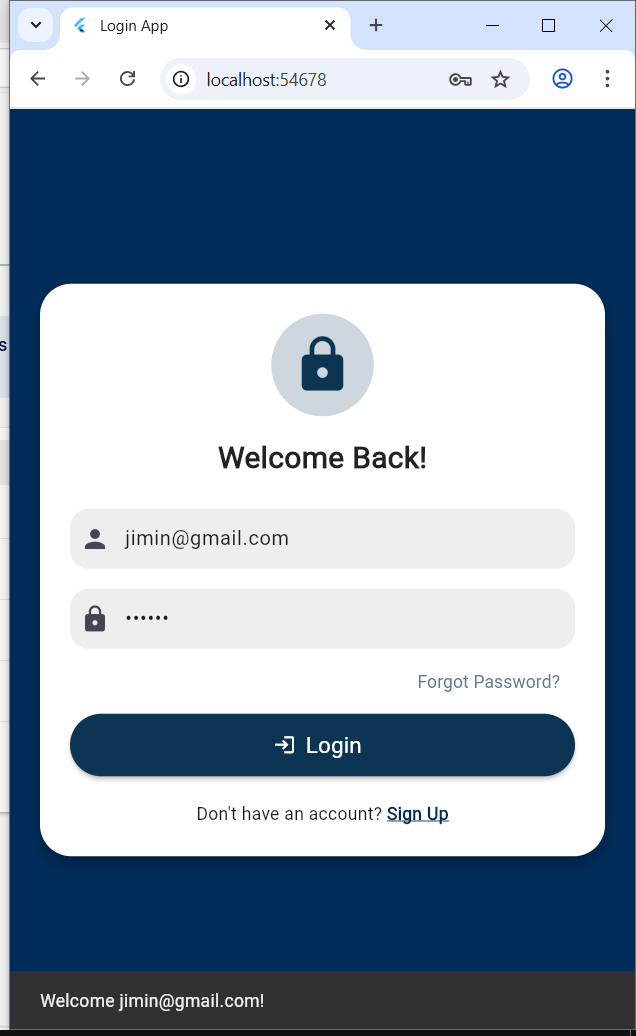 Login App
localhost:54678
s
Welcome Back!
jimin@gmail.com
••••••
Forgot Password?
Login
Don't have an account? Sign Up
Welcome jimin@gmail.com!